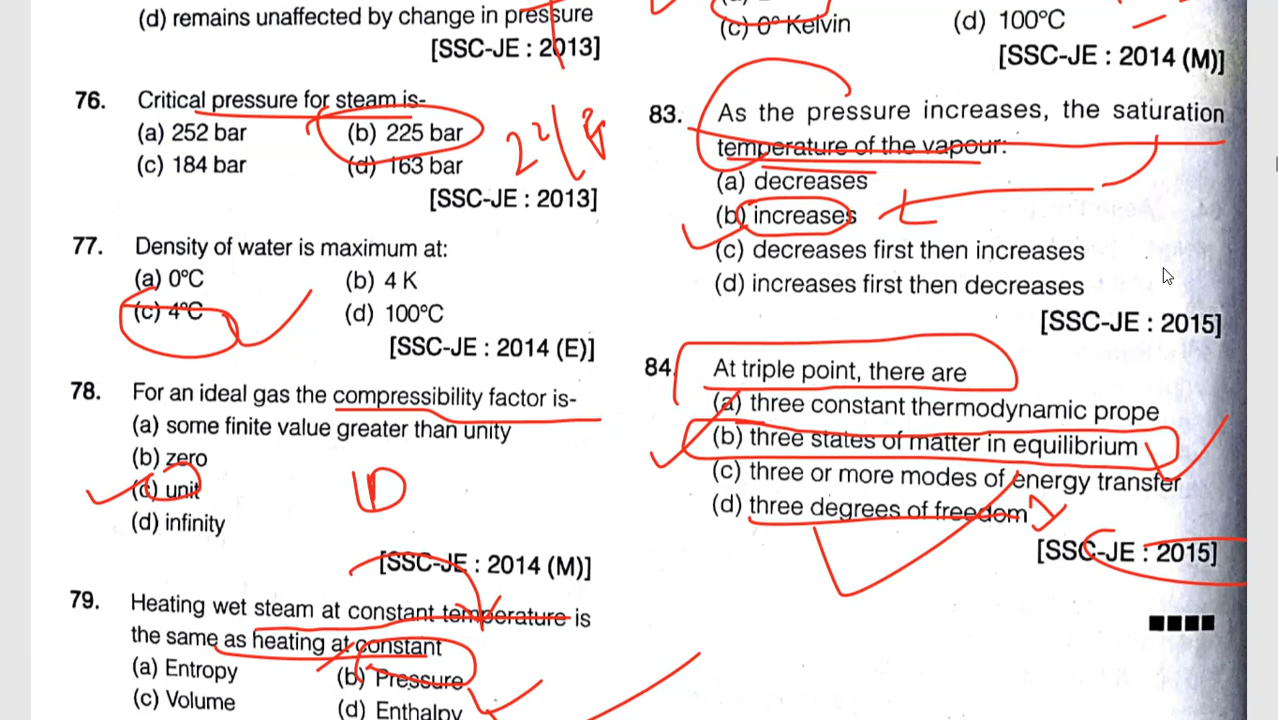 (d) remains unaffected by change in pressure
[SSC-JE : 2013]
76. Critical pressure for steam is-
(a) 252 bar (b) 225 bar
(c) 184 bar (d) 163 bar
[SSC-JE : 2013]
77. Density of water is maximum at:
(a) 0°C (b) 4 K
(c) 4°C (d) 100°C
[SSC-JE : 2014 (E)]
78. For an ideal gas the compressibility factor is-
(a) some finite value greater than unity
(b) zero
(c) unit
(d) infinity
[SSC-JE : 2014 (M)]
79. Heating wet steam at constant temperature is
the same as heating at constant
(a) Entropy (b) Pressure
(c) Volume (d) Enthalpy
(c) 0° Kelvin (d) 100°C
[SSC-JE : 2014 (M)]
83. As the pressure increases, the saturation
temperature of the vapour:
(a) decreases
(b) increases
(c) decreases first then increases
(d) increases first then decreases
[SSC-JE : 2015]
84. At triple point, there are
(a) three constant thermodynamic prope
(b) three states of matter in equilibrium
(c) three or more modes of energy transfer
(d) three degrees of freedom
[SSC-JE : 2015]